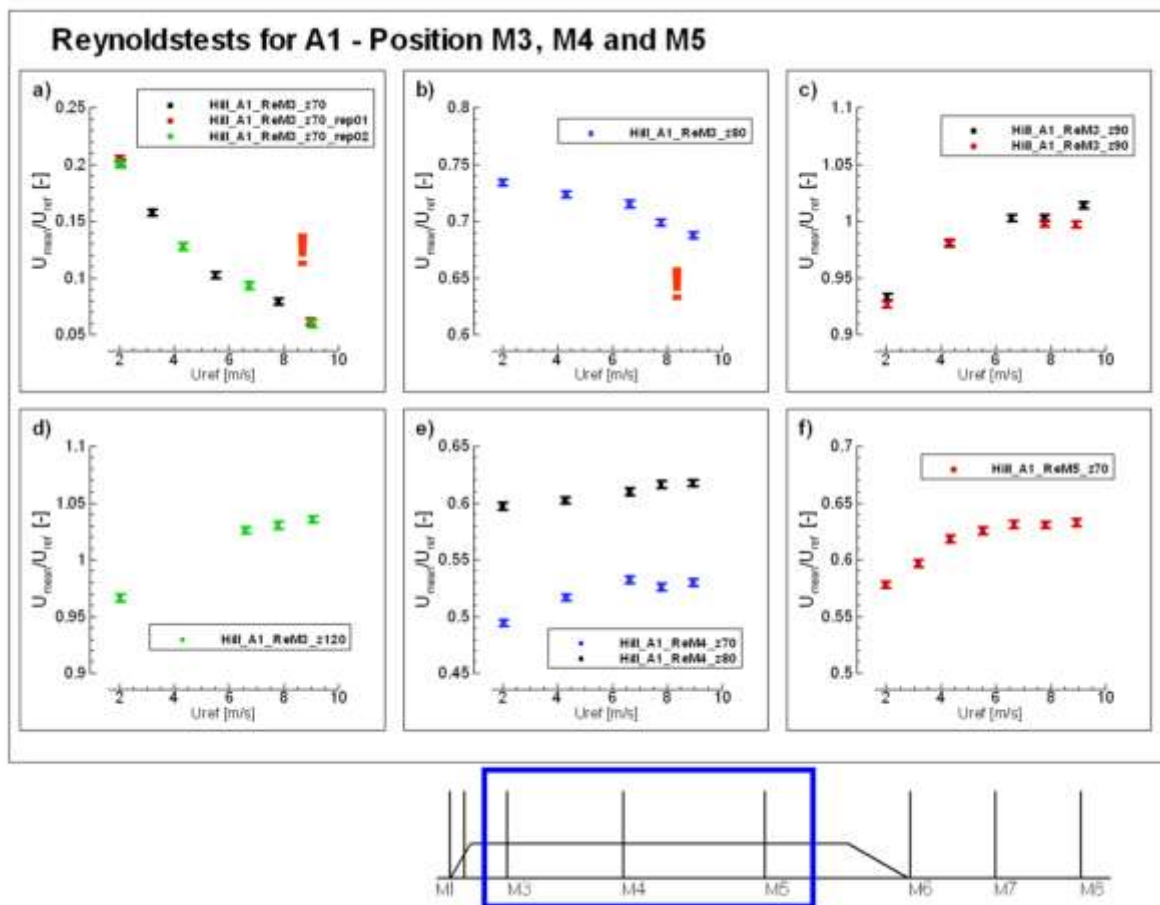 Reynoldstests for A1 - Position M3, M4 and M5
a)
Hill_A1_ReM3_z70
Hill_A1_ReM3_z70_rep01
Hill_A1_ReM3_z70_rep02
0.25
0.2
0.15
0.1
0.05
Umean/Uref [-]
2 4 6 8 10
Uref [m/s]
!
b)
Hill_A1_ReM3_z80
0.8
0.75
0.7
0.65
0.6
Umean/Uref [-]
2 4 6 8 10
Uref [m/s]
!
c)
Hill_A1_ReM3_z90
Hill_A1_ReM3_z90
1.1
1.05
1
0.95
0.9
Umean/Uref [-]
2 4 6 8 10
Uref [m/s]
d)
1.1
1.05
1
0.95
0.9
Umean/Uref [-]
Hill_A1_ReM3_z120
2 4 6 8 10
Uref [m/s]
e)
0.65
0.6
0.55
0.5
0.45
Umean/Uref [-]
Hill_A1_ReM4_z70
Hill_A1_ReM4_z80
2 4 6 8 10
Uref [m/s]
f)
Hill_A1_ReM5_z70
0.7
0.65
0.6
0.55
0.5
Umean/Uref [-]
2 4 6 8 10
Uref [m/s]
M1 M3 M4 M5 M6 M7 M8